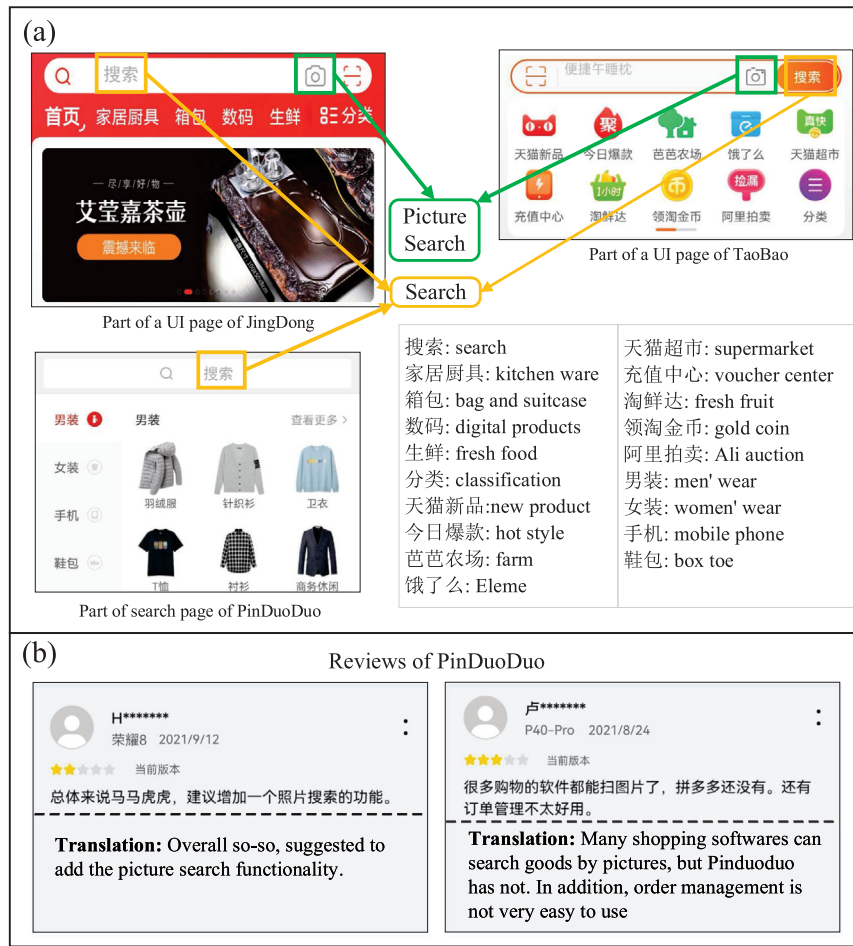 (a)
搜索
首页 家居厨具 箱包 数码 生鲜 分类
尽/享/好/物
艾莹嘉茶壶
震撼来临
Part of a UI page of JingDong
便捷午睡枕
搜索
天猫新品 今日爆款 芭芭农场 饿了么 天猫超市
聚
真快
1小时
币
捡漏
充值中心 淘鲜达 领淘金币 阿里拍卖 分类
Part of a UI page of TaoBao
Picture
Search
Search
搜索
男装 男装 查看更多 >
女装
羽绒服 针织衫 卫衣
手机
鞋包
T恤 衬衫 商务休闲
Part of search page of PinDuoDuo
搜索: search
家居厨具: kitchen ware
箱包: bag and suitcase
数码: digital products
生鲜: fresh food
分类: classification
天猫新品:new product
今日爆款: hot style
芭芭农场: farm
饿了么: Eleme
天猫超市: supermarket
充值中心: voucher center
淘鲜达: fresh fruit
领淘金币: gold coin
阿里拍卖: Ali auction
男装: men' wear
女装: women' wear
手机: mobile phone
鞋包: box toe
(b)
Reviews of PinDuoDuo
H*******
荣耀8 2021/9/12
当前版本
总体来说马马虎虎，建议增加一个照片搜索的功能。
Translation: Overall so-so, suggested to
add the picture search functionality.
卢*******
P40-Pro 2021/8/24
当前版本
很多购物的软件都能扫图片了，拼多多还没有。还有
订单管理不太好用。
Translation: Many shopping softwares can
search goods by pictures, but Pinduoduo
has not. In addition, order management is
not very easy to use